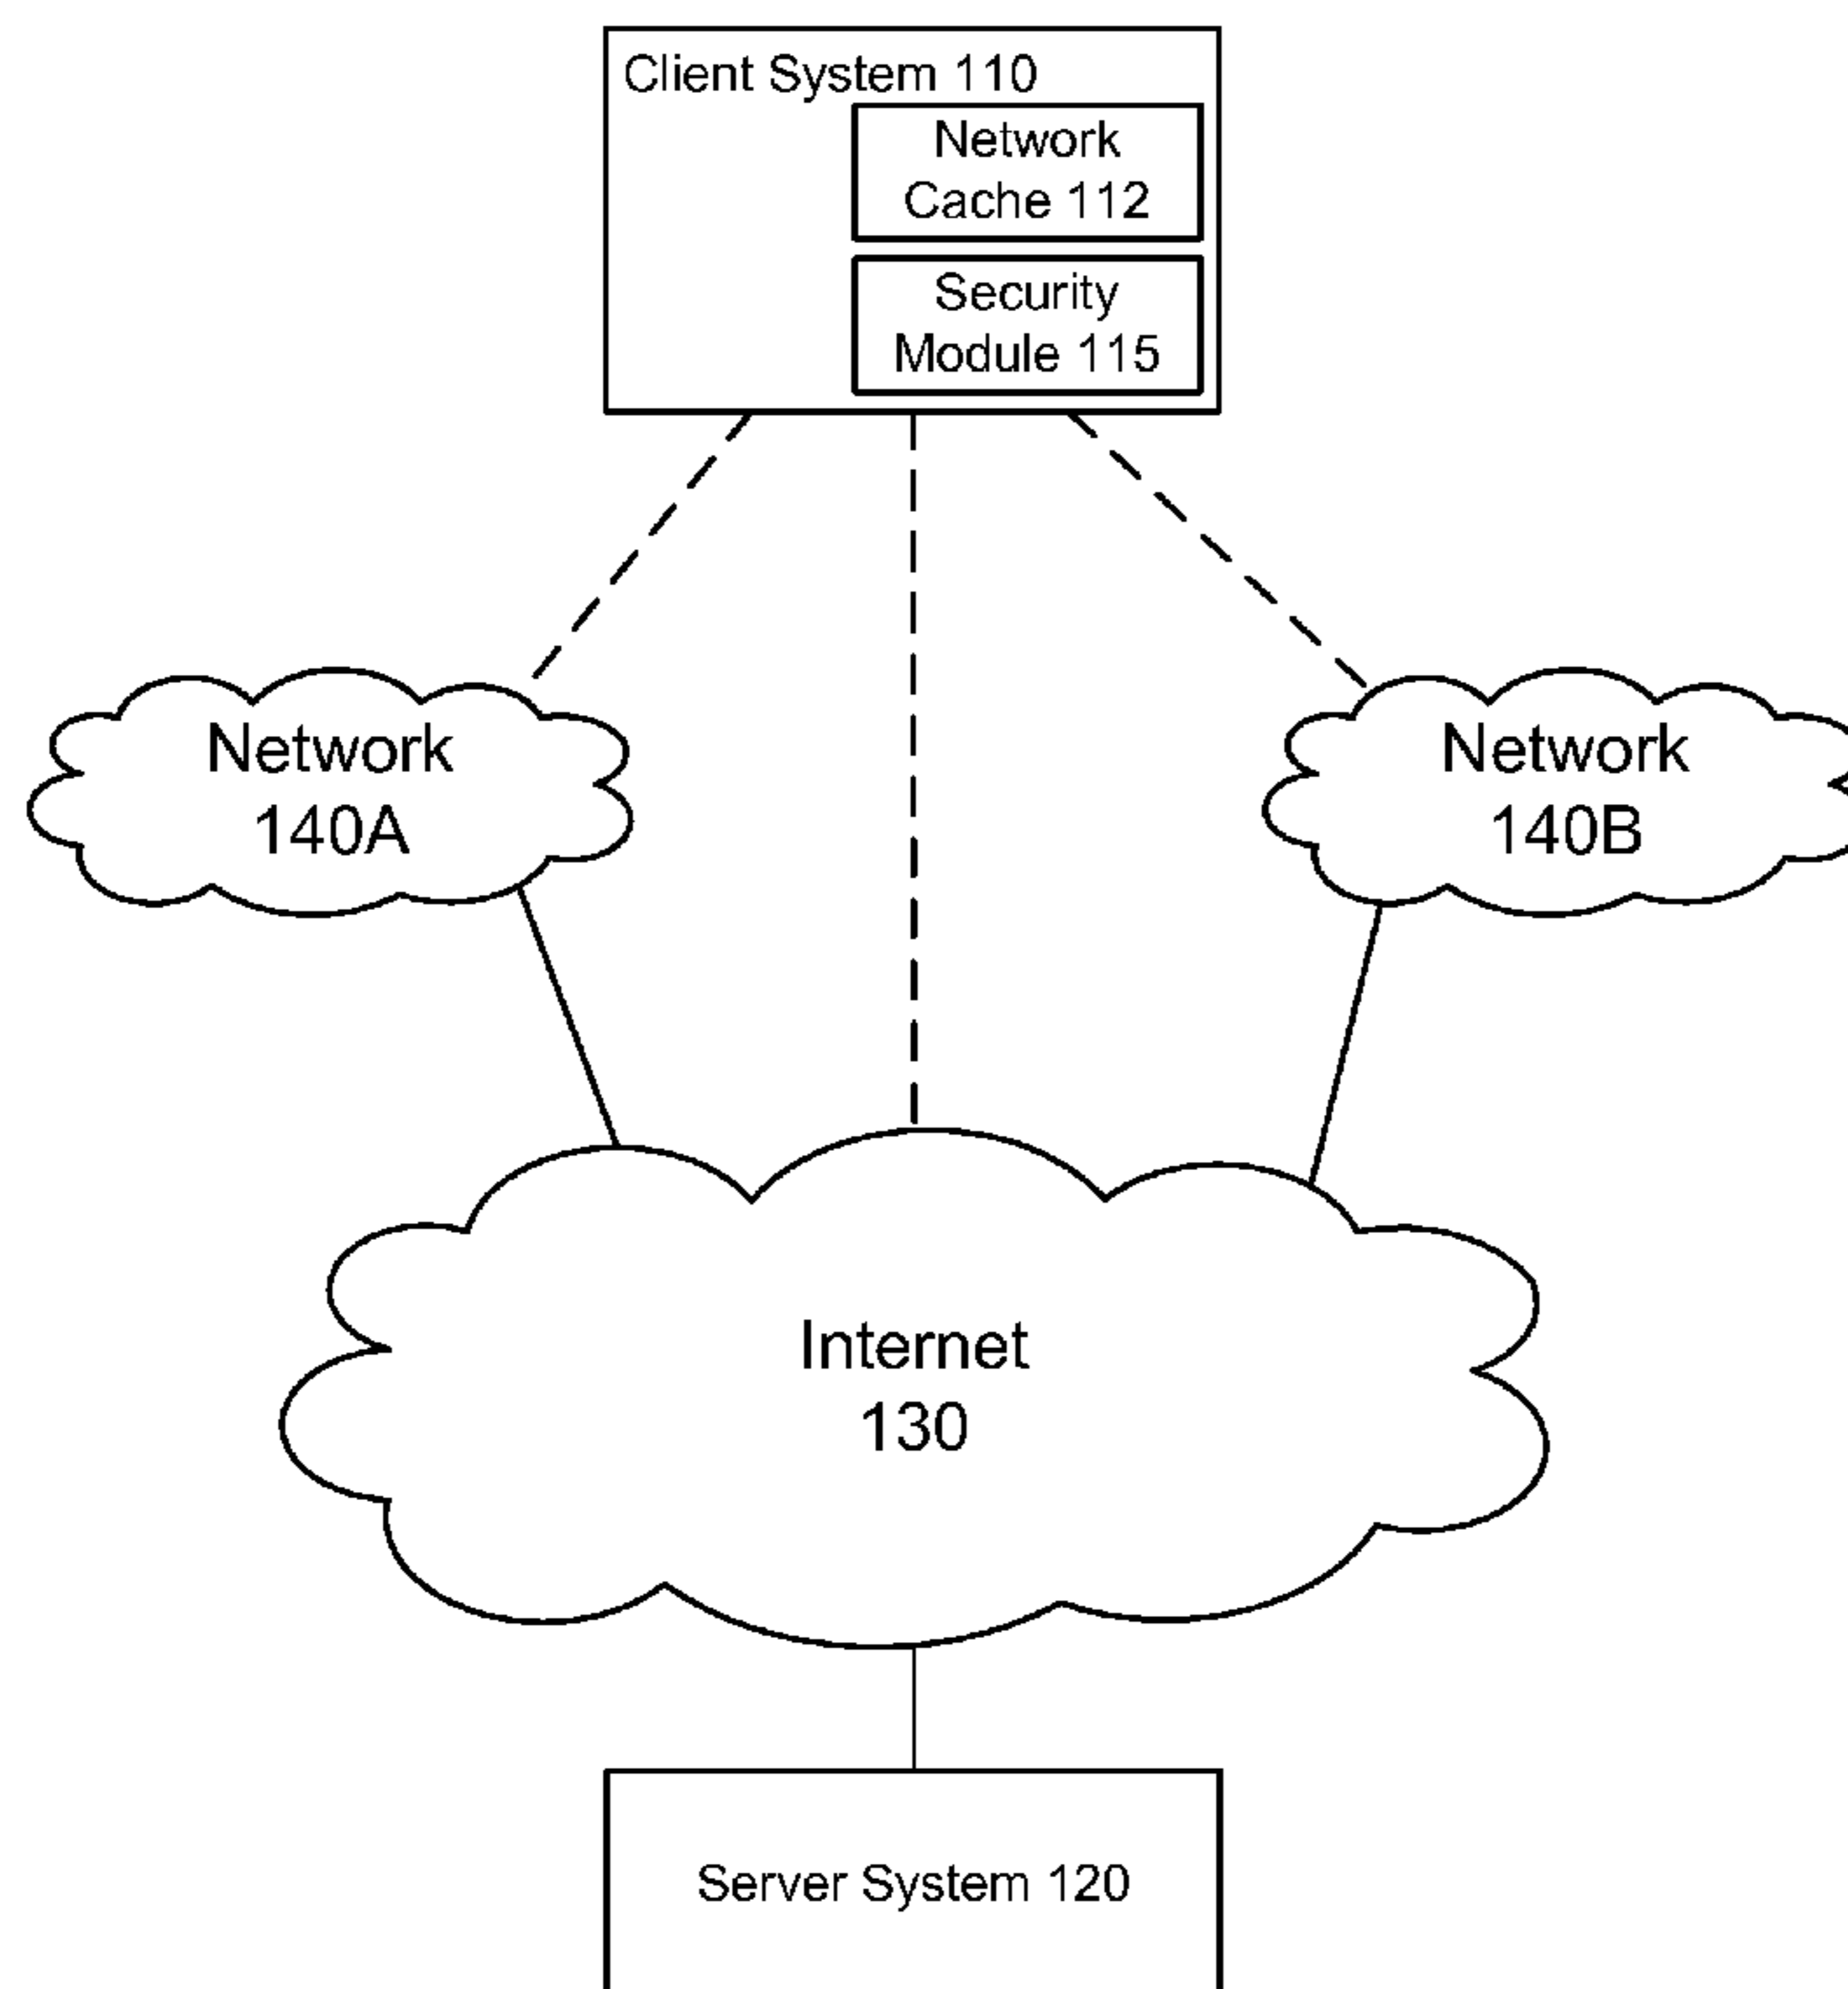 Client System 110
Network
Cache 112
Security
Module 115
Network
140A
Network
140B
Internet
130
Server System 120